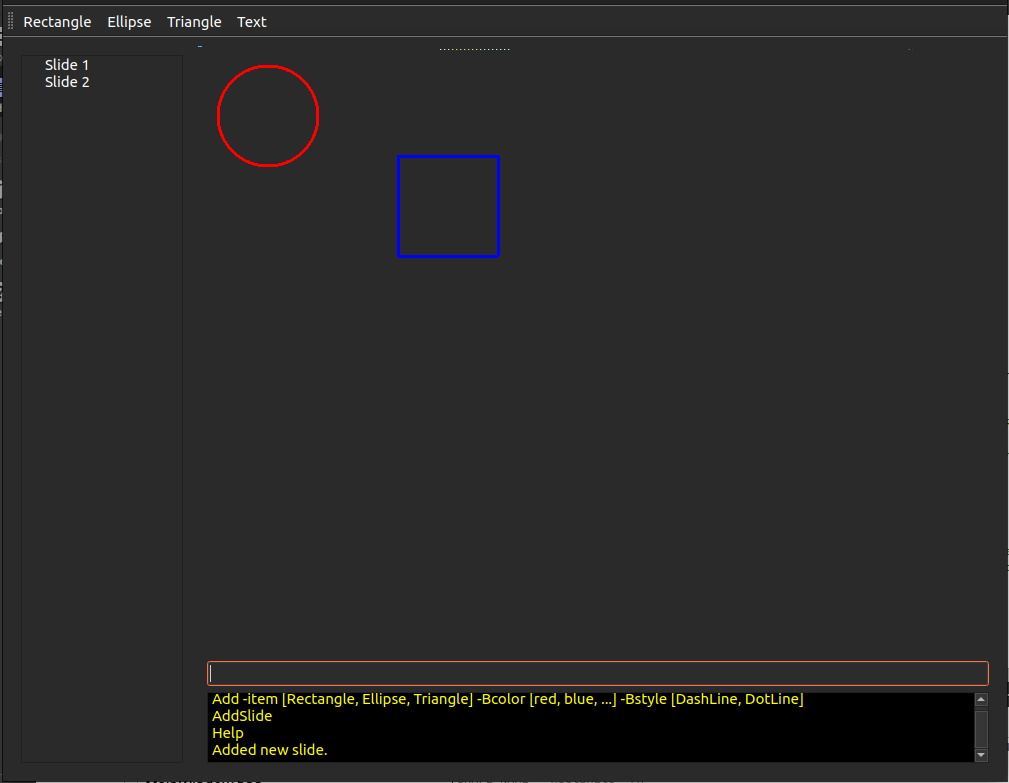 Rectangle Ellipse Triangle Text
Slide 1
Slide 2
Add -item [Rectangle, Ellipse, Triangle] -Bcolor [red, blue, ...] -Bstyle [DashLine, DotLine]
AddSlide
Help
Added new slide.